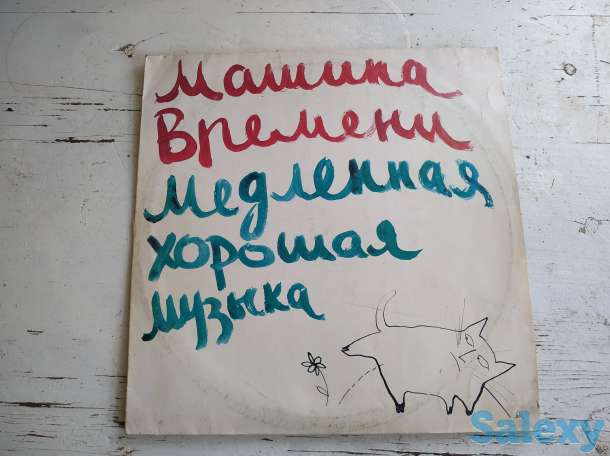 Машина
Времени
Медленная
хорошая
музыка
Salexy